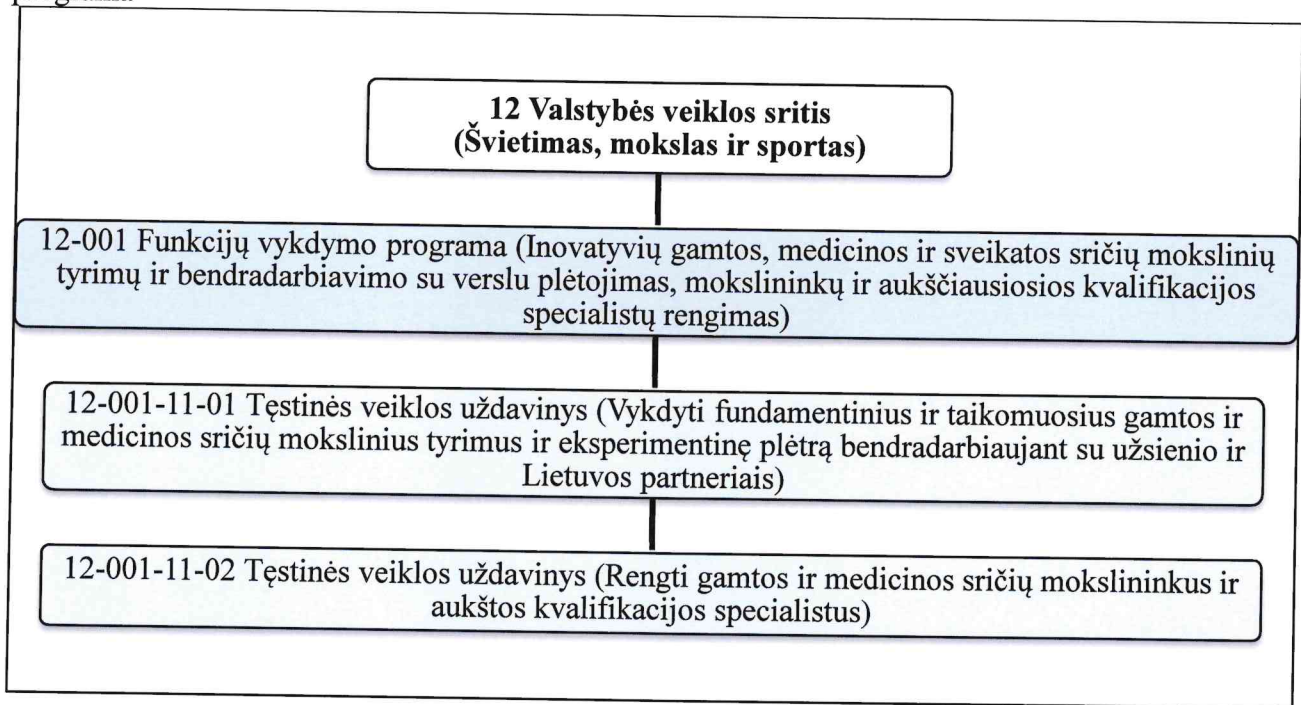 12 Valstybės veiklos sritis
(Švietimas, mokslas ir sportas)
12-001 Funkcijų vykdymo programa (Inovatyvių gamtos, medicinos ir sveikatos sričių mokslinių
tyrimų ir bendradarbiavimo su verslu plėtojimas, mokslininkų ir aukščiausiosios kvalifikacijos
specialistų rengimas)
12-001-11-01 Tęstinės veiklos uždavinys (Vykdyti fundamentinius ir taikomuosius gamtos ir
medicinos sričių mokslinius tyrimus ir eksperimentinę plėtrą bendradarbiaujant su užsienio ir
Lietuvos partneriais)
12-001-11-02 Tęstinės veiklos uždavinys (Rengti gamtos ir medicinos sričių mokslininkus ir
aukštos kvalifikacijos specialistus)